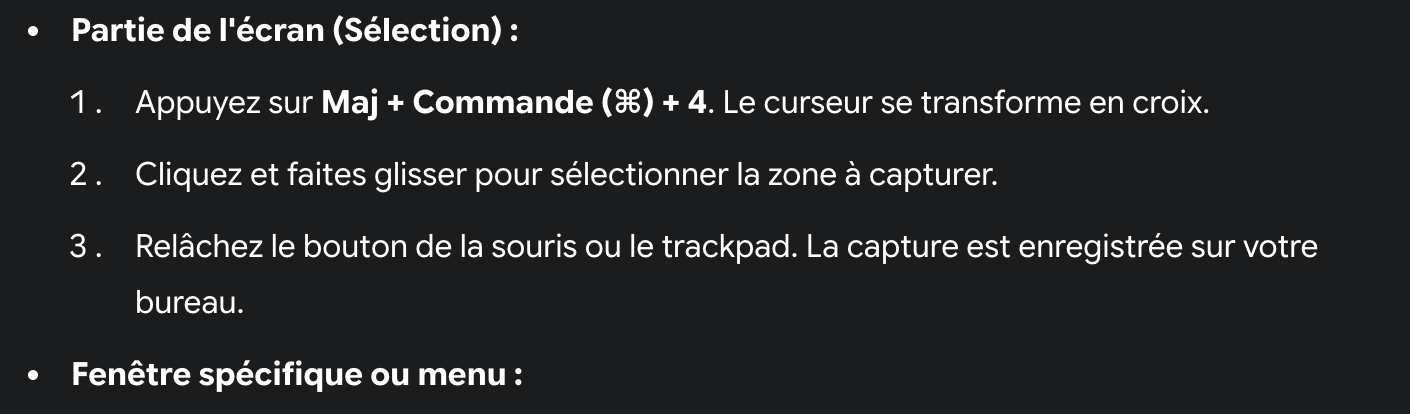 • Partie de l'écran (Sélection) :
1. Appuyez sur Maj + Commande (⌘) + 4. Le curseur se transforme en croix.
2. Cliquez et faites glisser pour sélectionner la zone à capturer.
3. Relâchez le bouton de la souris ou le trackpad. La capture est enregistrée sur votre
bureau.
• Fenêtre spécifique ou menu :